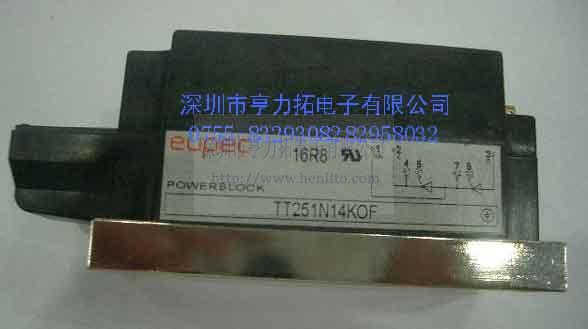 深圳市亨力拓电子有限公司
0755-83293082 82958032
eupec 16R8
http://www.henlito.com
POWERBLOCK
TT251N14KOF